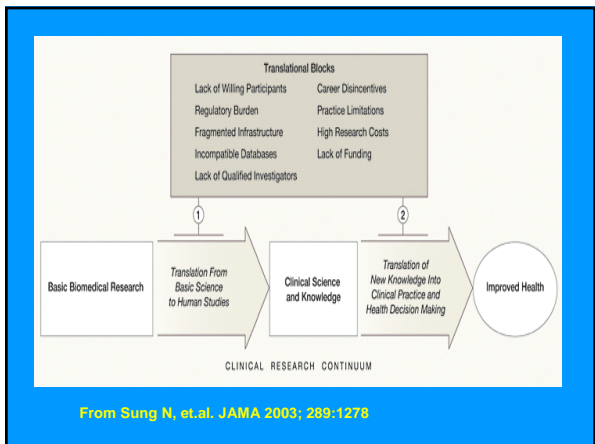 Translational Blocks
Lack of Willing Participants
Regulatory Burden
Fragmented Infrastructure
Incompatible Databases
Lack of Qualified Investigators
Career Disincentives
Practice Limitations
High Research Costs
Lack of Funding
1
2
Basic Biomedical Research
Translation From
Basic Science
to Human Studies
Clinical Science
and Knowledge
Translation of
New Knowledge Into
Clinical Practice and
Health Decision Making
Improved Health
CLINICAL RESEARCH CONTINUUM
From Sung N, et.al. JAMA 2003; 289:1278